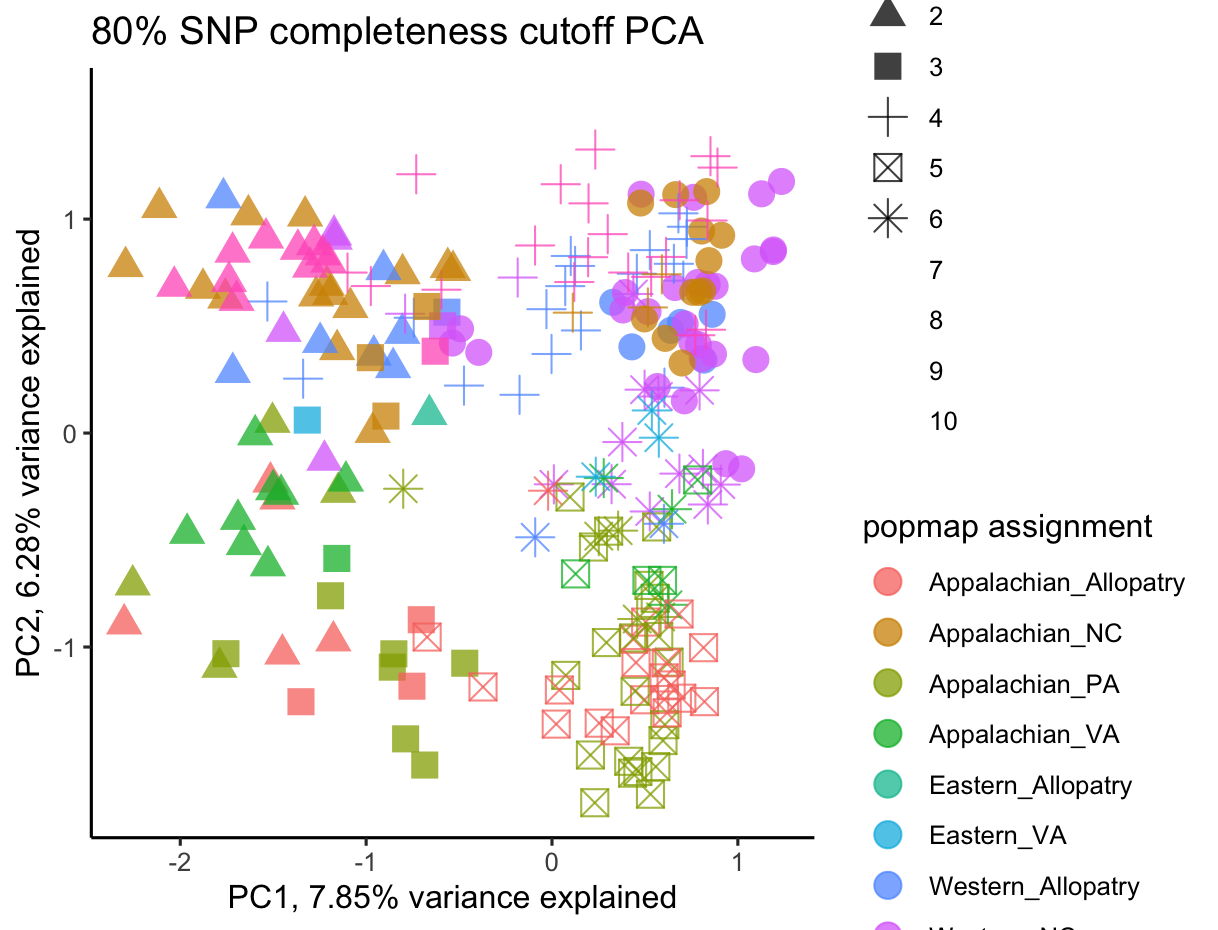 80% SNP completeness cutoff PCA
PC2, 6.28% variance explained
1
0
-1
-2
-1
0
1
PC1, 7.85% variance explained
2
3
4
5
6
7
8
9
10
popmap assignment
Appalachian_Allopatry
Appalachian_NC
Appalachian_PA
Appalachian_VA
Eastern_Allopatry
Eastern_VA
Western_Allopatry